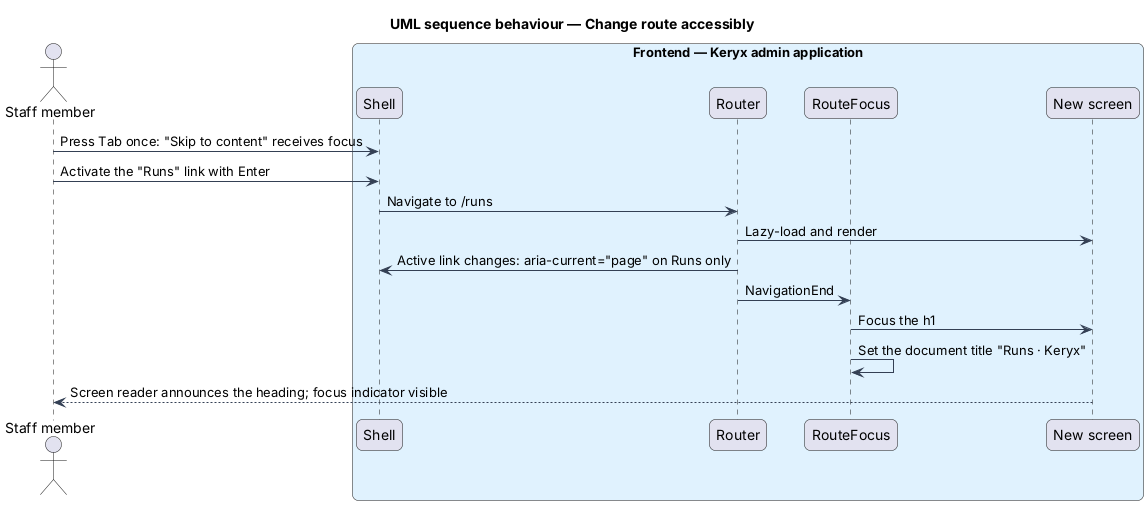 UML sequence behaviour — Change route accessibly
Frontend — Keryx admin application
Staff member
Shell
Router
RouteFocus
New screen
Press Tab once: "Skip to content" receives focus
Activate the "Runs" link with Enter
Navigate to /runs
Lazy-load and render
Active link changes: aria-current="page" on Runs only
NavigationEnd
Focus the h1
Set the document title "Runs · Keryx"
Screen reader announces the heading; focus indicator visible
Staff member
Shell
Router
RouteFocus
New screen